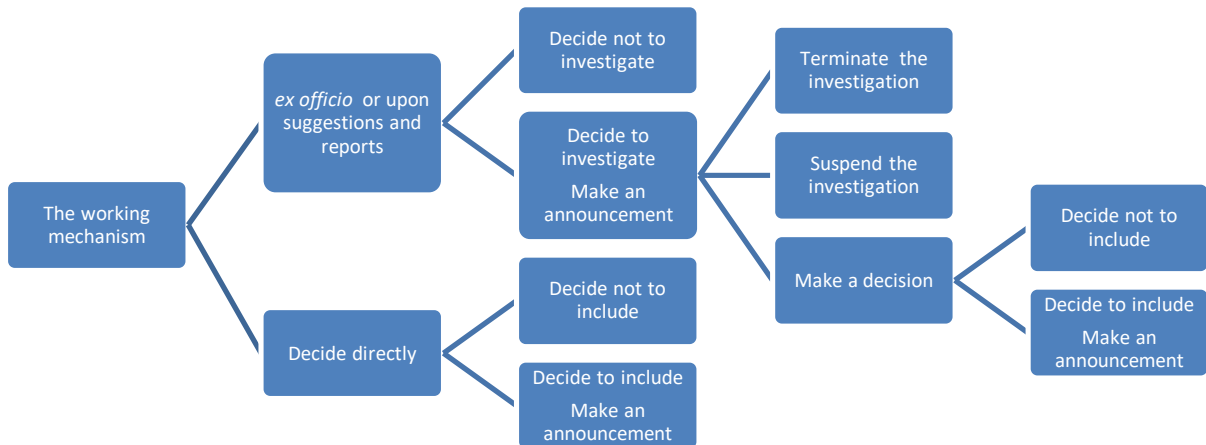 The working
mechanism
ex officio or upon
suggestions and
reports
Decide directly
Decide not to
investigate
Decide to
investigate
Make an
announcement
Decide not to
include
Decide to include
Make an
announcement
Terminate the
investigation
Suspend the
investigation
Make a decision
Decide not to
include
Decide to include
Make an
announcement